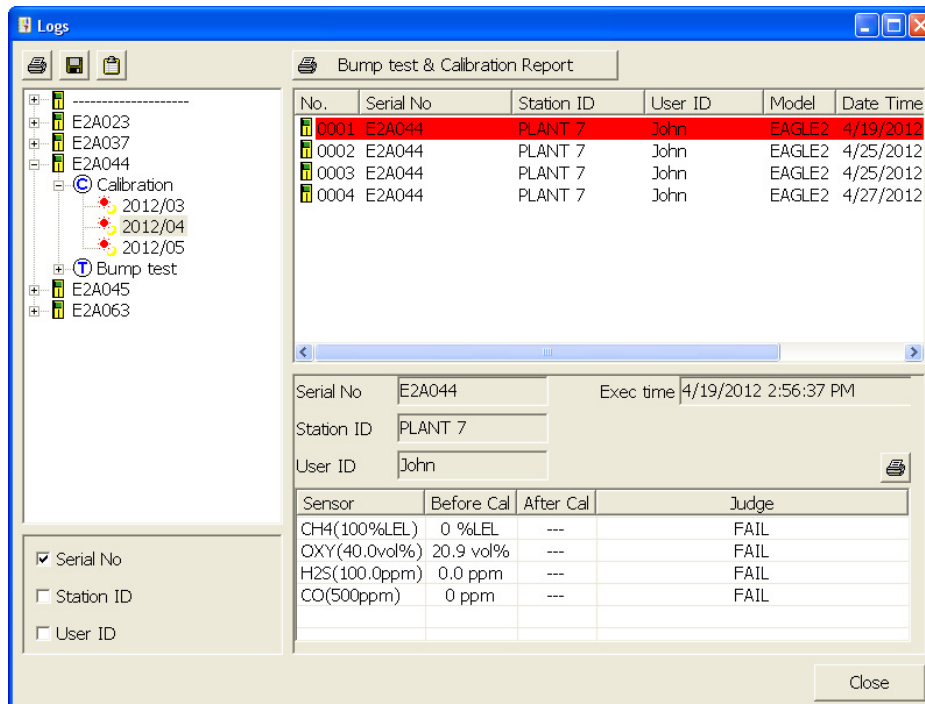 Logs
Bump test & Calibration Report
--------------------
E2A023
E2A037
E2A044
C Calibration
2012/03
2012/04
2012/05
T Bump test
E2A045
E2A063
No. Serial No Station ID User ID Model Date Time
0001 E2A044 PLANT 7 John EAGLE2 4/19/2012
0002 E2A044 PLANT 7 John EAGLE2 4/25/2012
0003 E2A044 PLANT 7 John EAGLE2 4/25/2012
0004 E2A044 PLANT 7 John EAGLE2 4/27/2012
Serial No E2A044 Exec time 4/19/2012 2:56:37 PM
Station ID PLANT 7
User ID John
Sensor Before Cal After Cal Judge
CH4(100%LEL) 0 %LEL --- FAIL
OXY(40.0vol%) 20.9 vol% --- FAIL
H2S(100.0ppm) 0.0 ppm --- FAIL
CO(500ppm) 0 ppm --- FAIL
Serial No
Station ID
User ID
Close